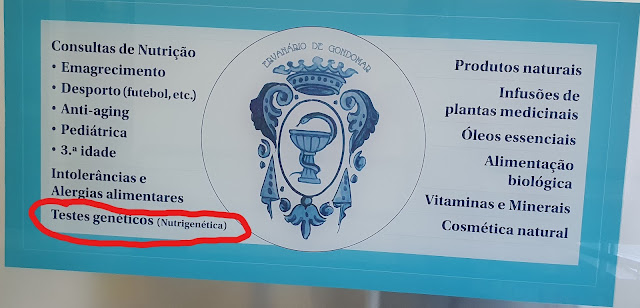 Consultas de Nutrição
• Emagrecimento
• Desporto (futebol, etc.)
• Anti-aging
• Pediátrica
• 3.ª idade
Intolerâncias e
Alergias alimentares
Testes genéticos (Nutrigenética)
ERVANÁRIO DE GONDOMAR
Produtos naturais
Infusões de
plantas medicinais
Óleos essenciais
Alimentação
biológica
Vitaminas e Minerais
Cosmética natural